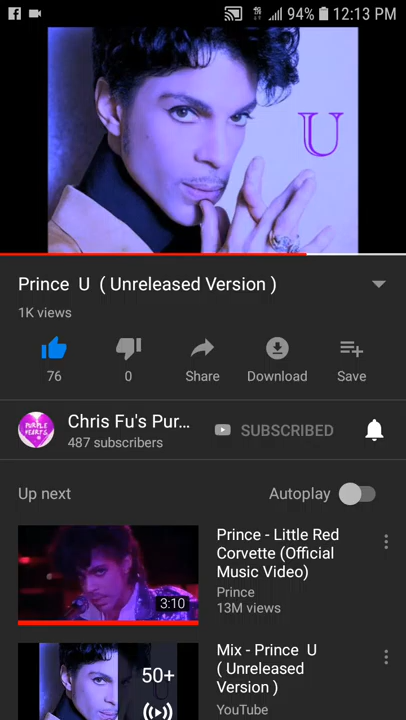 94% 12:13 PM
U
Prince U ( Unreleased Version )
1K views
76
0
Share
Download
Save
PURPLE
HEARTS
Chris Fu's Pur...
SUBSCRIBED
487 subscribers
Up next
Autoplay
Prince - Little Red
Corvette (Official
Music Video)
Prince
13M views
3:10
Mix - Prince U
( Unreleased
Version )
YouTube
50+